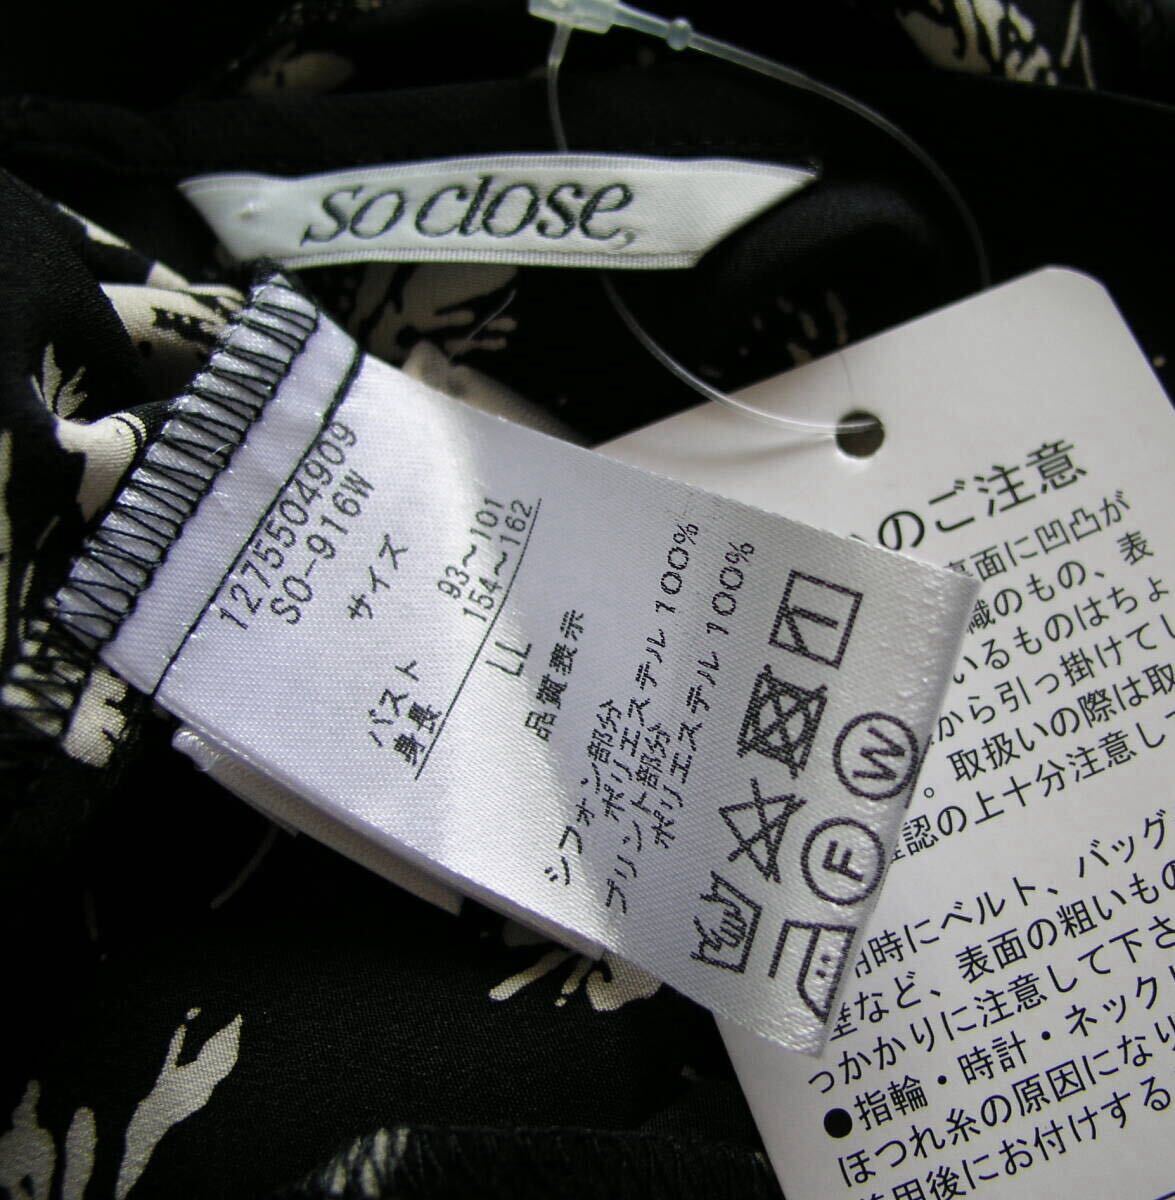 so close,
1275504909
SO-916W
サイズ
バスト 93～101
身長 154～162
LL
品質表示
シフォン部分
ポリエステル 100%
プリント部分
ポリエステル 100%
W
F
のご注意
表面に凹凸が
織のもの、表
いるものはちょ
から引っ掛けてし
。取扱いの際は取
確認の上十分注意し
用時にベルト、バッグ
など、表面の粗いもの
っかかりに注意して下さ
●指輪・時計・ネックレ
ほつれ糸の原因になり
使用後にお付けする